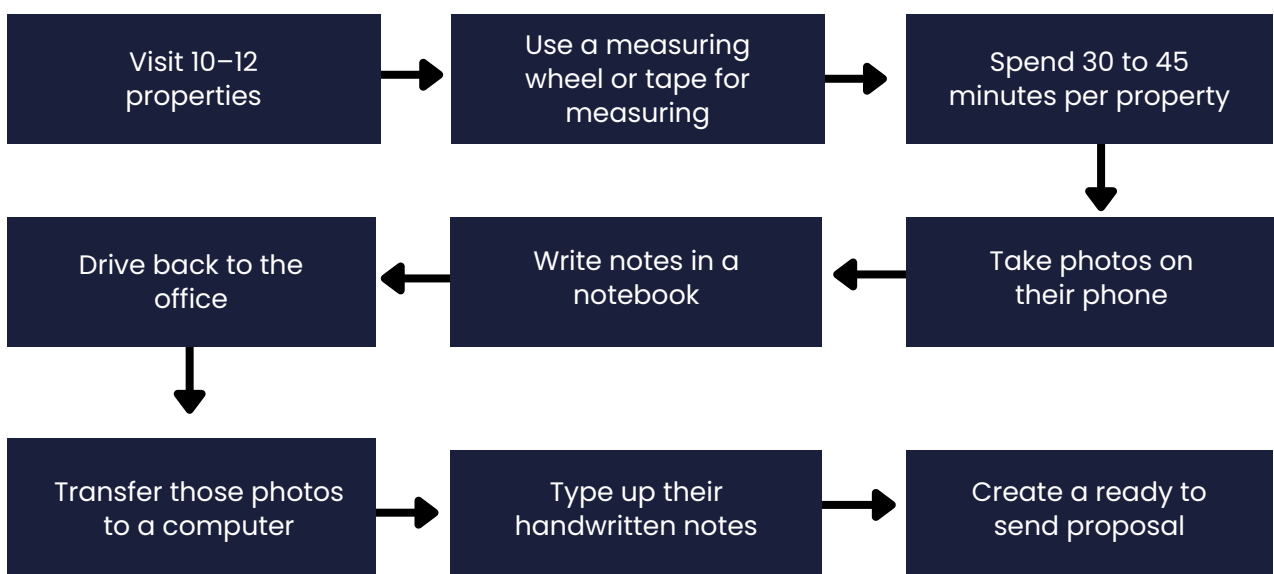 Visit 10–12
properties
Use a measuring
wheel or tape for
measuring
Spend 30 to 45
minutes per property
Take photos on
their phone
Write notes in a
notebook
Drive back to the
office
Transfer those photos
to a computer
Type up their
handwritten notes
Create a ready to
send proposal